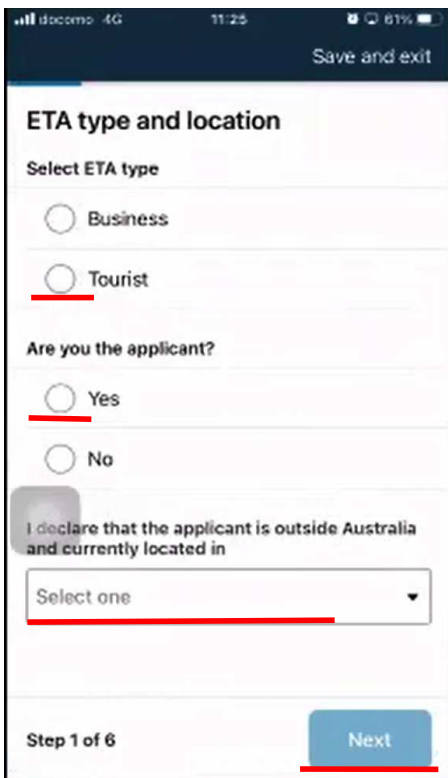 docomo 4G 11:25 61%
Save and exit
ETA type and location
Select ETA type
Business
Tourist
Are you the applicant?
Yes
No
I declare that the applicant is outside Australia
and currently located in
Select one
Step 1 of 6
Next